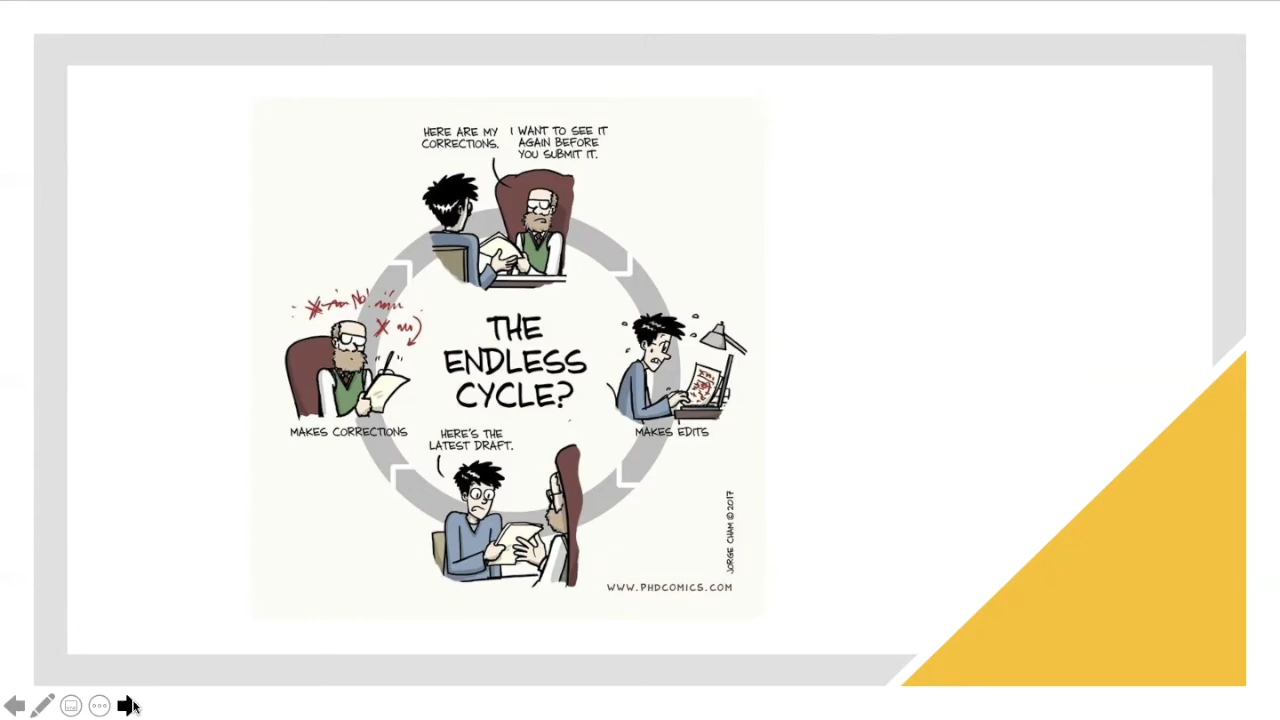 HERE ARE MY
CORRECTIONS.
I WANT TO SEE IT
AGAIN BEFORE
YOU SUBMIT IT.
No!
THE
ENDLESS
CYCLE?
MAKES CORRECTIONS
MAKES EDITS
HERE'S THE
LATEST DRAFT.
JORGE CHAM © 2017
WWW.PHDCOMICS.COM